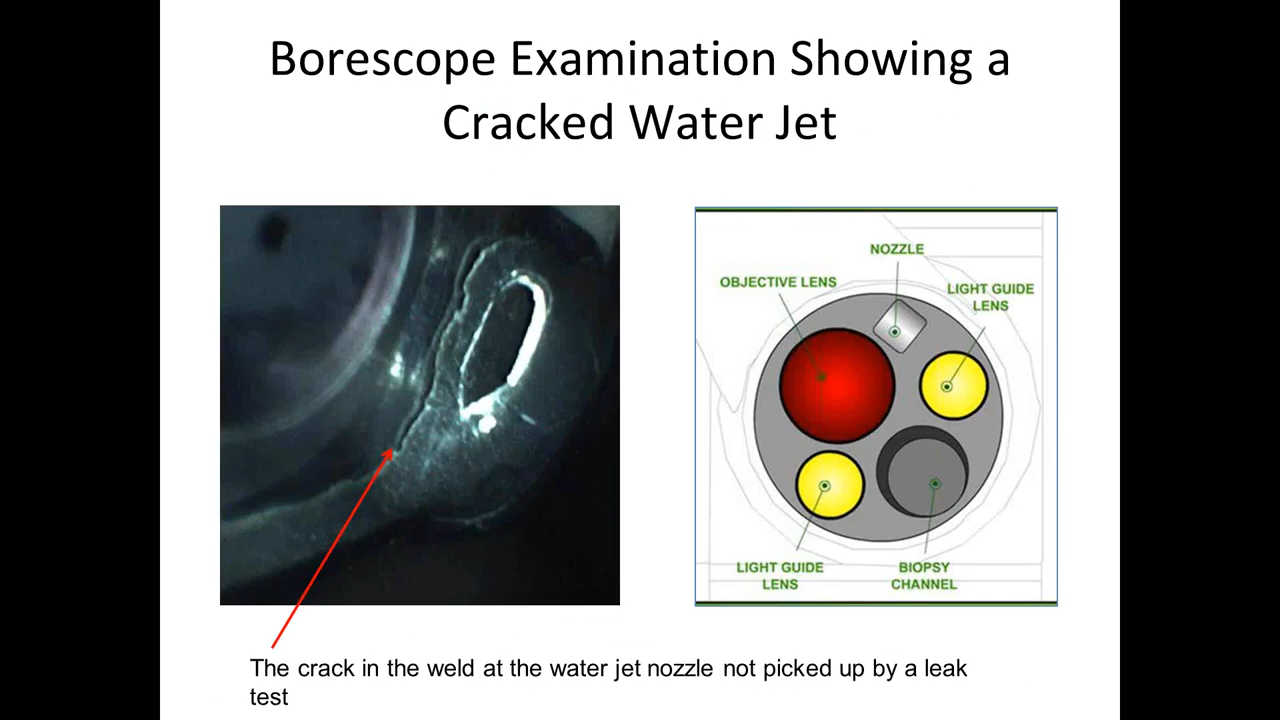 Borescope Examination Showing a
Cracked Water Jet
NOZZLE
OBJECTIVE LENS
LIGHT GUIDE
LENS
LIGHT GUIDE
LENS
BIOPSY
CHANNEL
The crack in the weld at the water jet nozzle not picked up by a leak
test